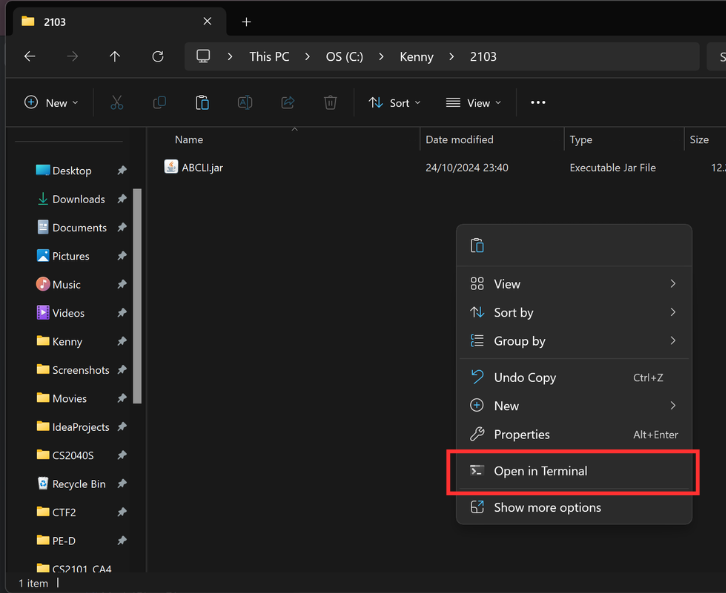 2103
This PC > OS (C:) > Kenny > 2103
New Sort View
Name Date modified Type Size
ABCLI.jar 24/10/2024 23:40 Executable Jar File 12.
Desktop
Downloads
Documents
Pictures
Music
Videos
Kenny
Screenshots
Movies
IdeaProjects
CS2040S
Recycle Bin
CTF2
PE-D
CS2101_CA4
View
Sort by
Group by
Undo Copy Ctrl+Z
New
Properties Alt+Enter
Open in Terminal
Show more options
1 item